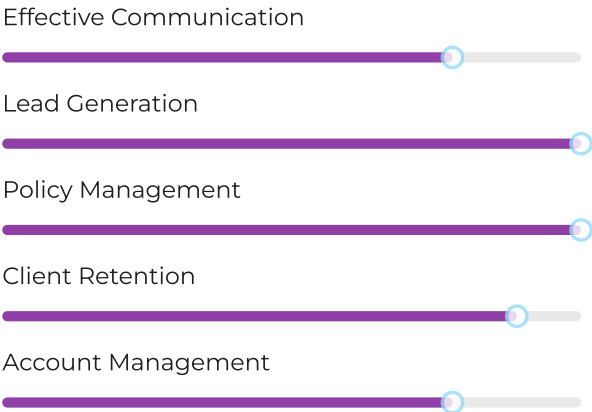 Effective Communication
Lead Generation
Policy Management
Client Retention
Account Management